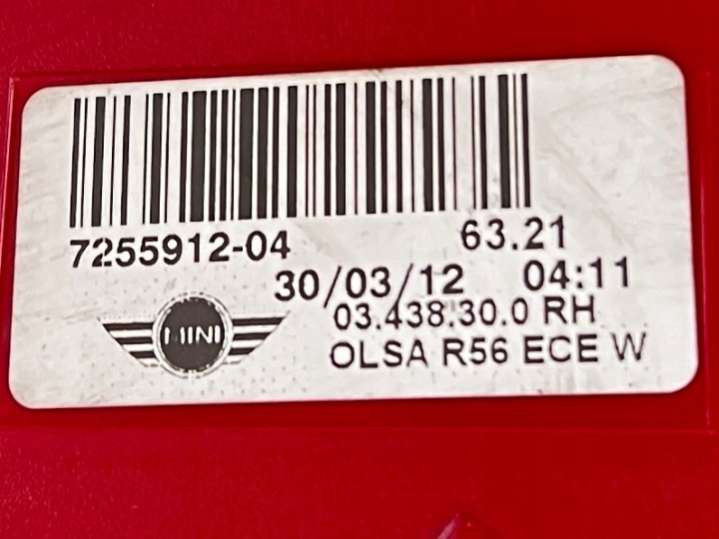 7255912-04 63.21
30/03/12 04:11
03.438.30.0 RH
MINI
OLSA R56 ECE W